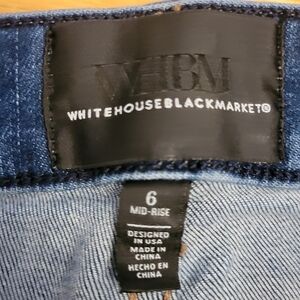 WHBM
WHITEHOUSEBLACKMARKET®
6
MID-RISE
DESIGNED
IN USA
MADE IN
CHINA
HECHO EN
CHINA